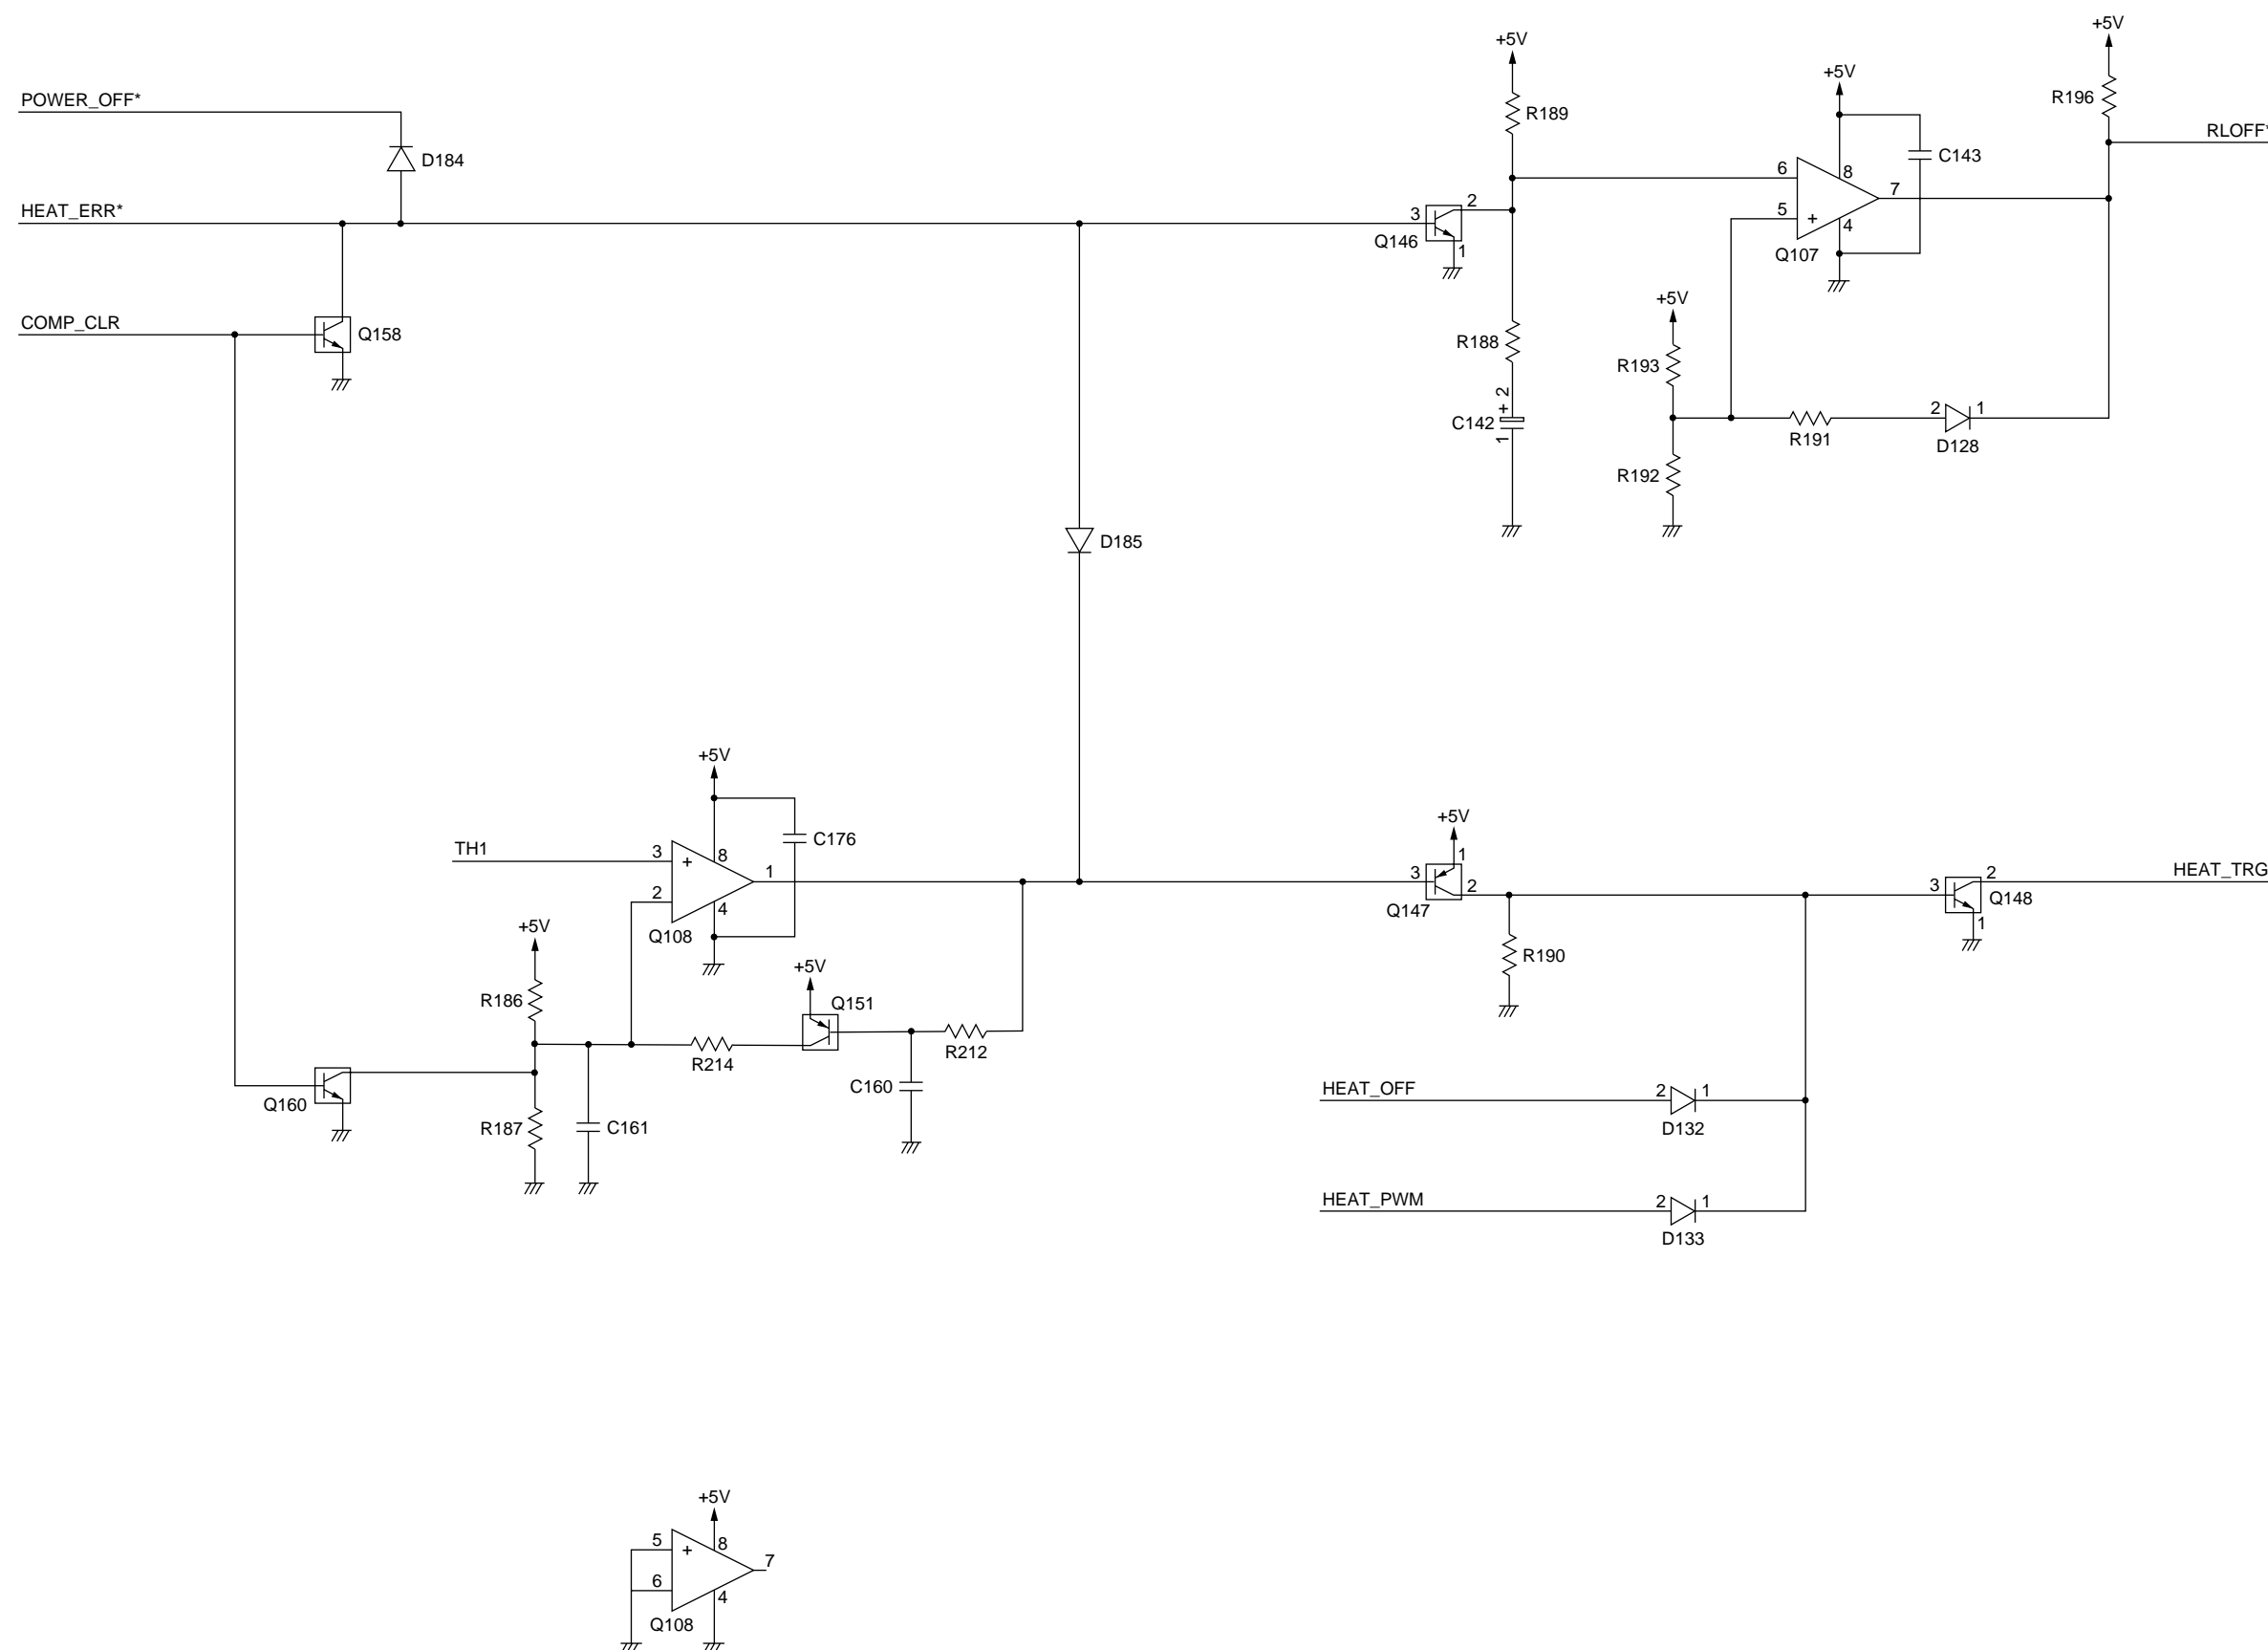 +5V
+5V
+5V
POWER_OFF*
R189
R196
RLOFF*
D184
6
8
C143
7
HEAT_ERR*
3
2
5
+
4
Q146
1
Q107
+5V
COMP_CLR
Q158
R188
R193
2
+
C142
1
2
1
R191
D128
R192
D185
+5V
+5V
TH1
3
+
8
C176
1
2
4
Q108
3
1
2
Q147
3
2
HEAT_TRG
Q148
1
+5V
+5V
R190
R186
Q151
R214
R212
Q160
C160
R187
C161
HEAT_OFF
2
1
D132
HEAT_PWM
2
1
D133
+5V
5
+
8
7
6
4
Q108